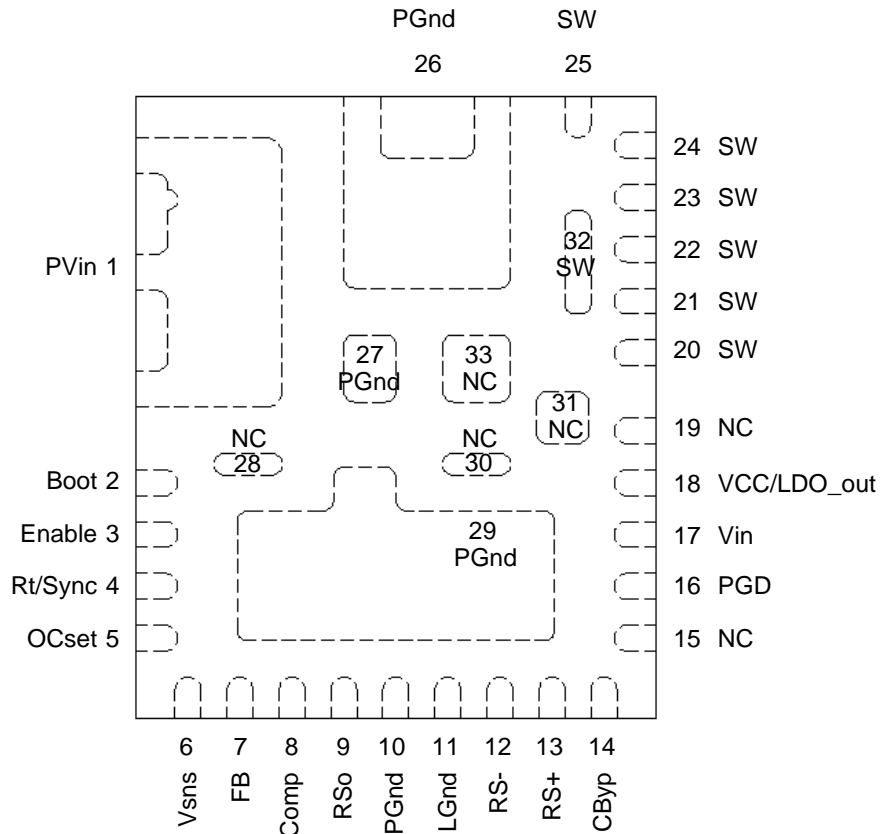 PGnd SW
26 25
24 SW
23 SW
32
SW
22 SW
PVin 1
21 SW
20 SW
27
PGnd
33
NC
31
NC
19 NC
NC
28
NC
30
Boot 2
18 VCC/LDO_out
Enable 3
29
PGnd
17 Vin
Rt/Sync 4
16 PGD
OCset 5
15 NC
6 7 8 9 10 11 12 13 14
Vsns
FB
Comp
RSo
PGnd
LGnd
RS-
RS+
CByp